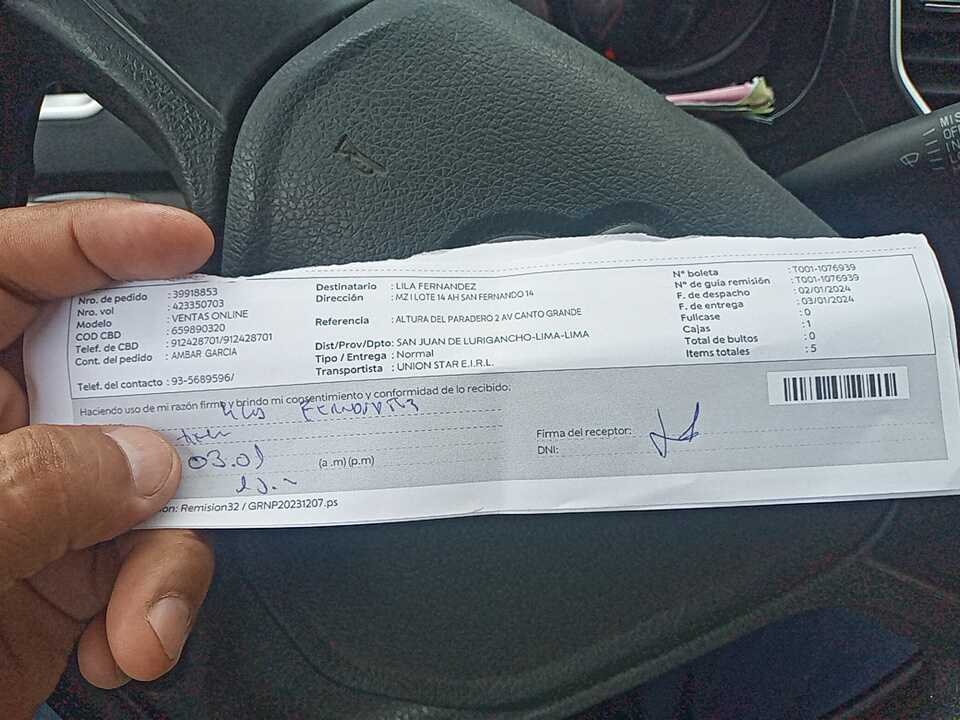 Nro. de pedido : 39918853
Nro. vol : 423350703
Modelo : VENTAS ONLINE
COD CBD : 659890320
Telef. de CBD : 912428701/912428701
Cont. del pedido : AMBAR GARCIA
Telef. del contacto : 93-5689596/
Destinatario : LILA FERNANDEZ
Dirección : MZ I LOTE 14 AH SAN FERNANDO 14
Referencia : ALTURA DEL PARADERO 2 AV CANTO GRANDE
Dist/Prov/Dpto : SAN JUAN DE LURIGANCHO-LIMA-LIMA
Tipo / Entrega : Normal
Transportista : UNION STAR E.I.R.L.
N° boleta : T001-1076939
N° de guía remisión : T001-1076939
F. de despacho : 02/01/2024
F. de entrega : 03/01/2024
Fullcase : 0
Cajas : 1
Total de bultos : 0
Items totales : 5
Haciendo uso de mi razón firmo y brindo mi consentimiento y conformidad de lo recibido:
03.01
(a .m) (p.m)
Firma del receptor:
DNI:
on: Remision32 / GRNP20231207.ps
MIS
OF
IN